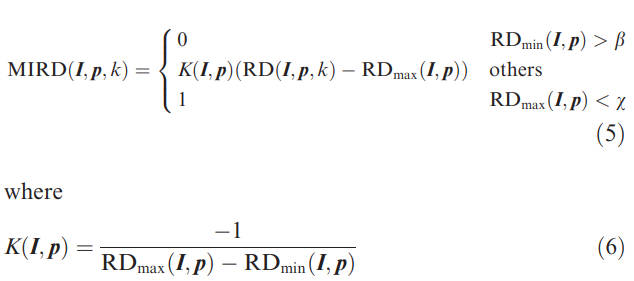 0 RD_min(I, p) > β
MIRD(I, p, k) = { K(I, p)(RD(I, p, k) − RD_max(I, p)) others
1 RD_max(I, p) < χ
(5)
where
K(I, p) = −1 / (RD_max(I, p) − RD_min(I, p)) (6)